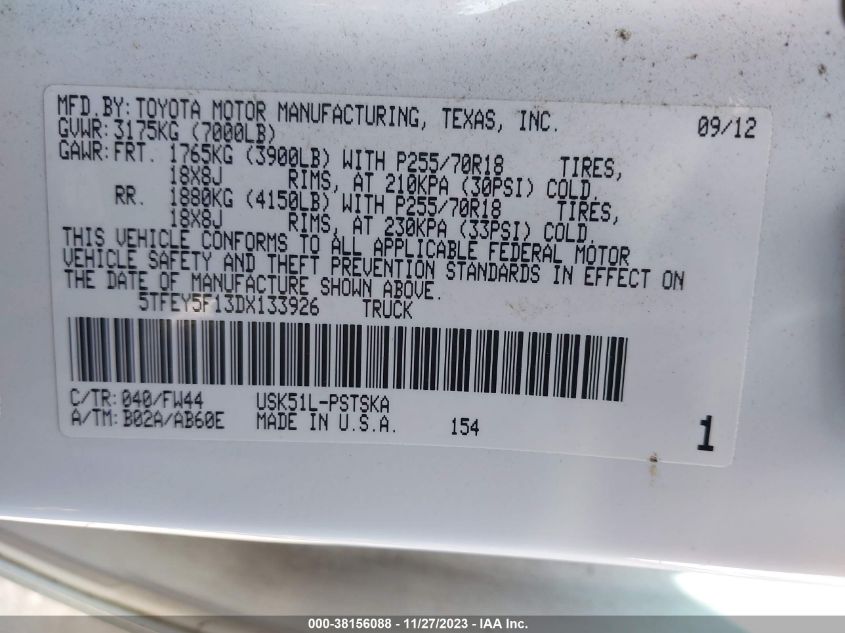 MFD.BY:TOYOTA MOTOR MANUFACTURING, TEXAS, INC. 09/12
GVWR:3175KG (7000LB)
GAWR:FRT. 1765KG (3900LB) WITH P255/70R18 TIRES,
18X8J RIMS, AT 210KPA (30PSI) COLD,
RR. 1880KG (4150LB) WITH P255/70R18 TIRES,
18X8J RIMS, AT 230KPA (33PSI) COLD.
THIS VEHICLE CONFORMS TO ALL APPLICABLE FEDERAL MOTOR
VEHICLE SAFETY AND THEFT PREVENTION STANDARDS IN EFFECT ON
THE DATE OF MANUFACTURE SHOWN ABOVE.
5TFEY5F13DX133926 TRUCK
C/TR:040/FW44 USK51L-PSTSKA
A/TM:B02A/AB60E MADE IN U.S.A. 154 1
000-38156088 - 11/27/2023 - IAA Inc.